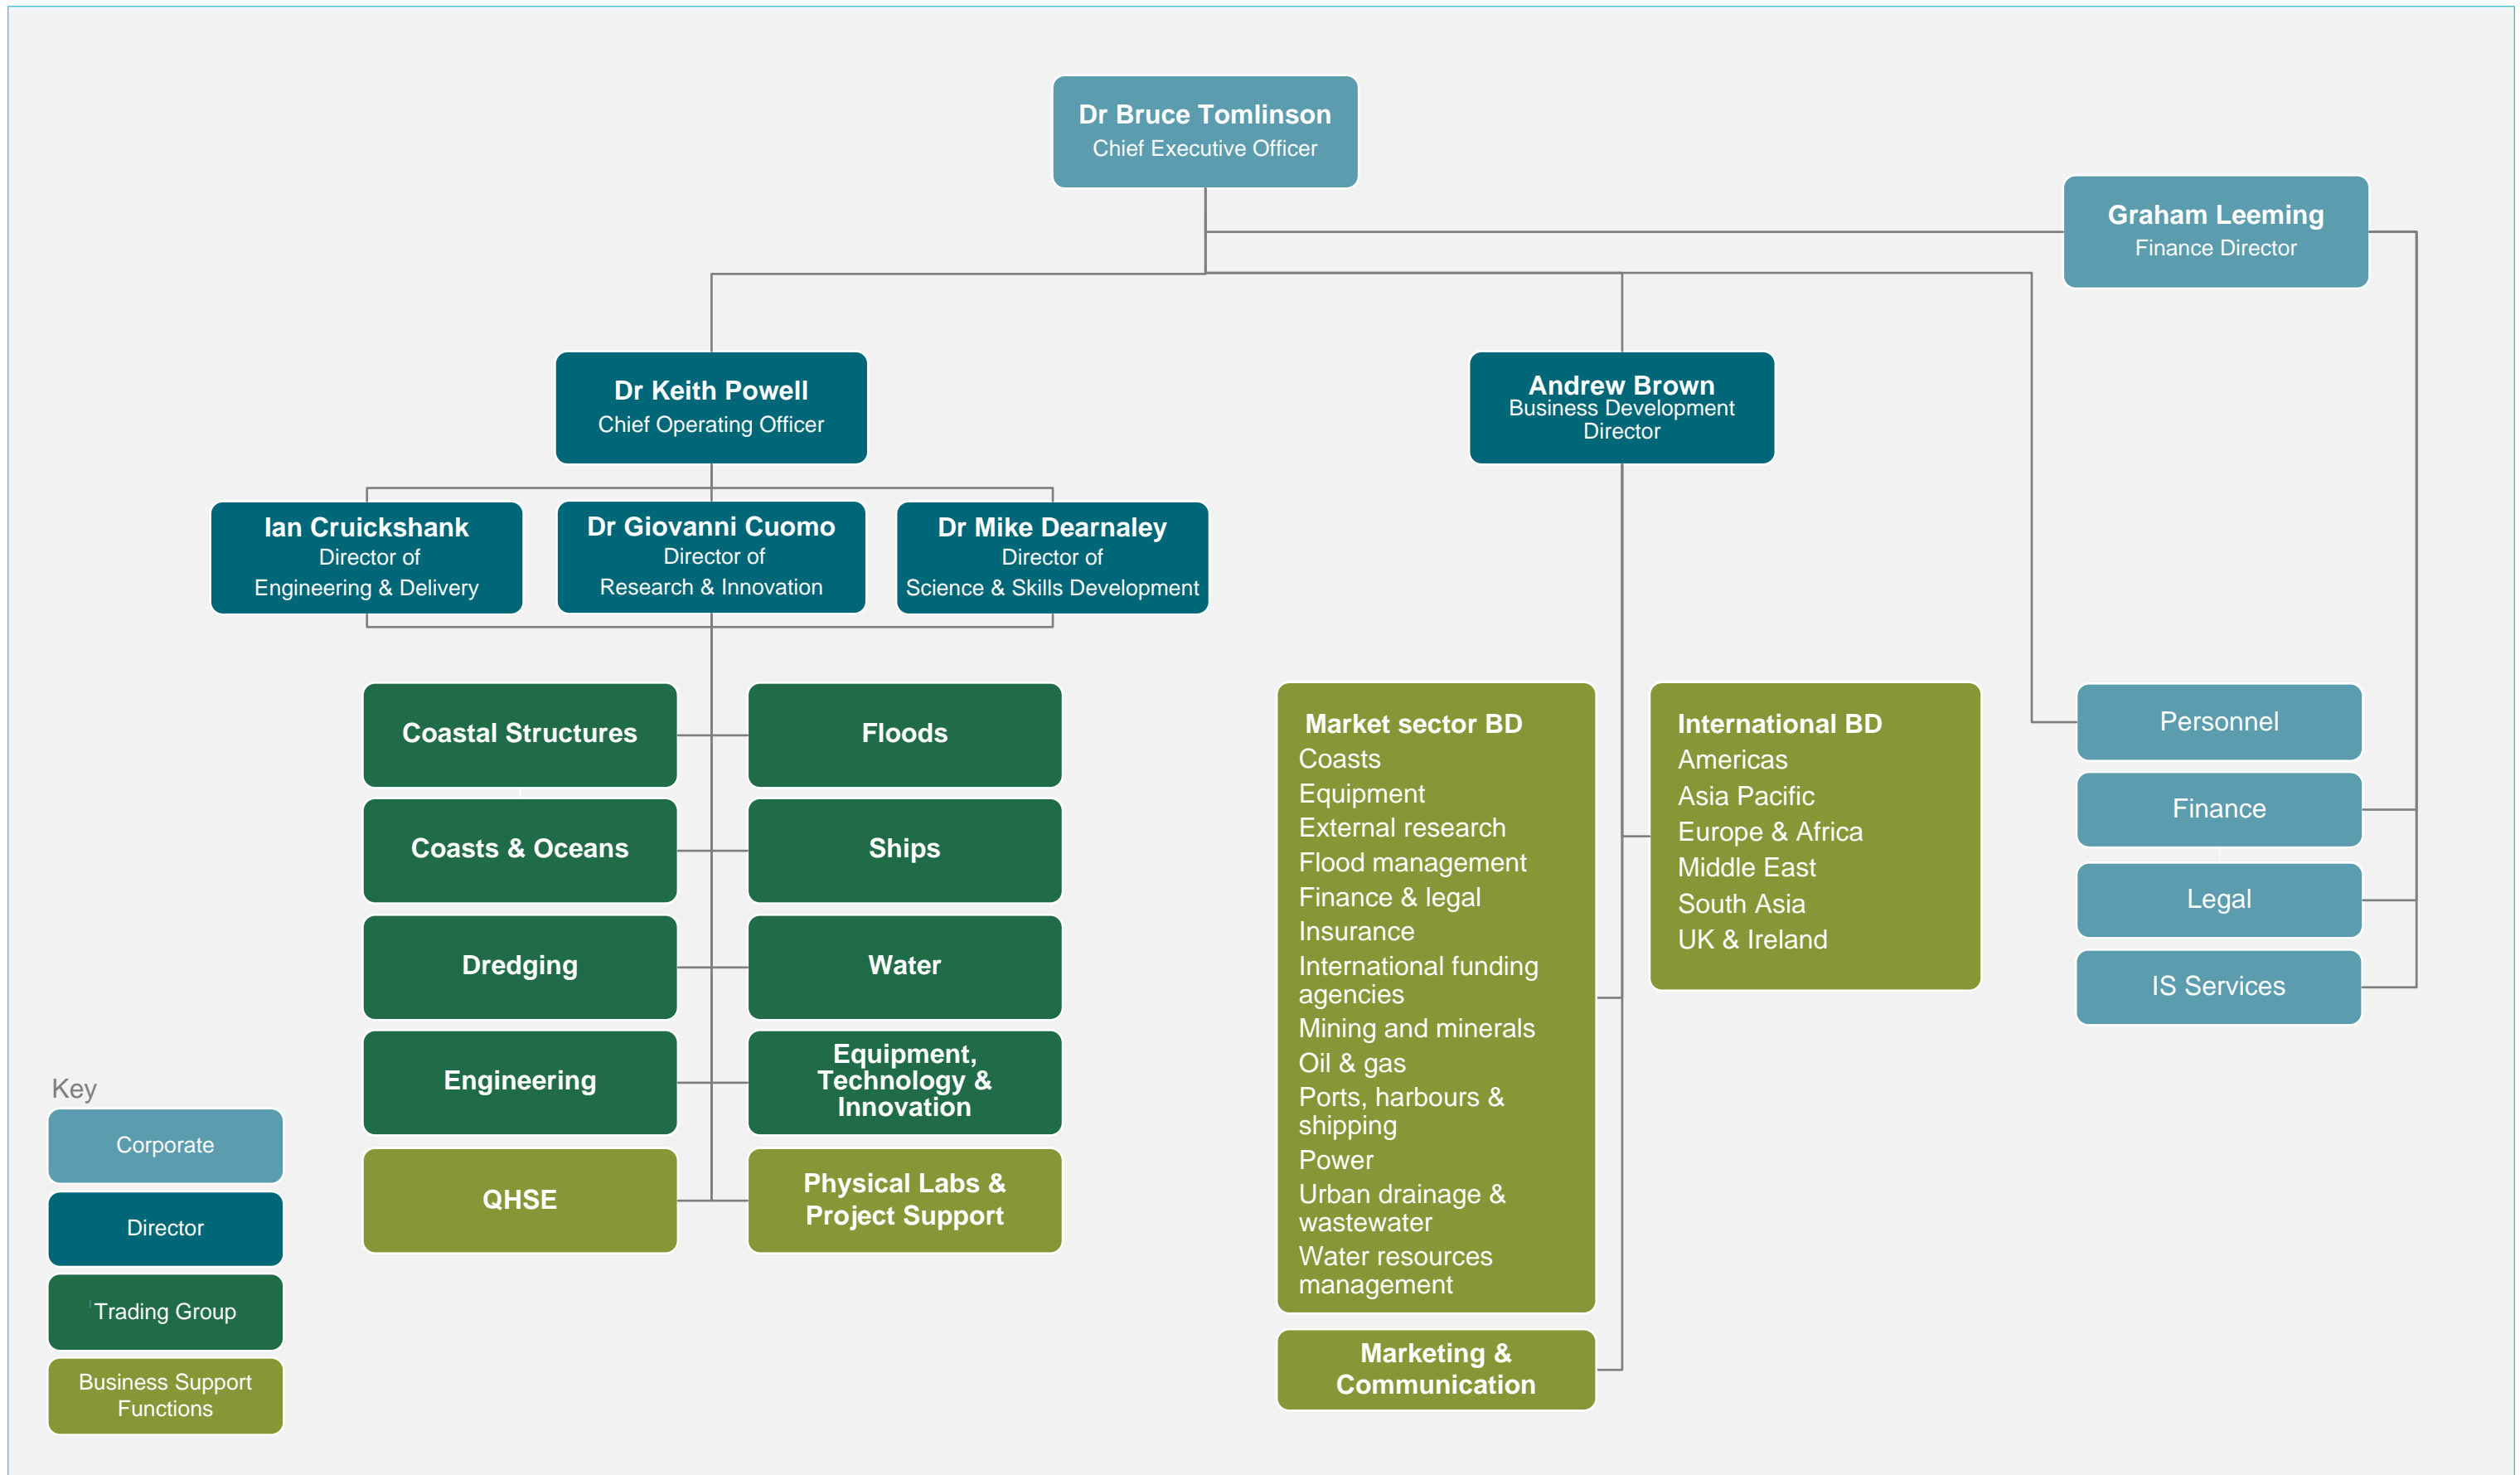 Dr Bruce Tomlinson
Chief Executive Officer
Graham Leeming
Finance Director
Dr Keith Powell
Chief Operating Officer
Andrew Brown
Business Development
Director
Ian Cruickshank
Director of
Engineering & Delivery
Dr Giovanni Cuomo
Director of
Research & Innovation
Dr Mike Dearnaley
Director of
Science & Skills Development
Coastal Structures
Floods
Coasts & Oceans
Ships
Dredging
Water
Engineering
Equipment,
Technology &
Innovation
QHSE
Physical Labs &
Project Support
Market sector BD
Coasts
Equipment
External research
Flood management
Finance & legal
Insurance
International funding
agencies
Mining and minerals
Oil & gas
Ports, harbours &
shipping
Power
Urban drainage &
wastewater
Water resources
management
Marketing &
Communication
International BD
Americas
Asia Pacific
Europe & Africa
Middle East
South Asia
UK & Ireland
Personnel
Finance
Legal
IS Services
Key
Corporate
Director
Trading Group
Business Support
Functions